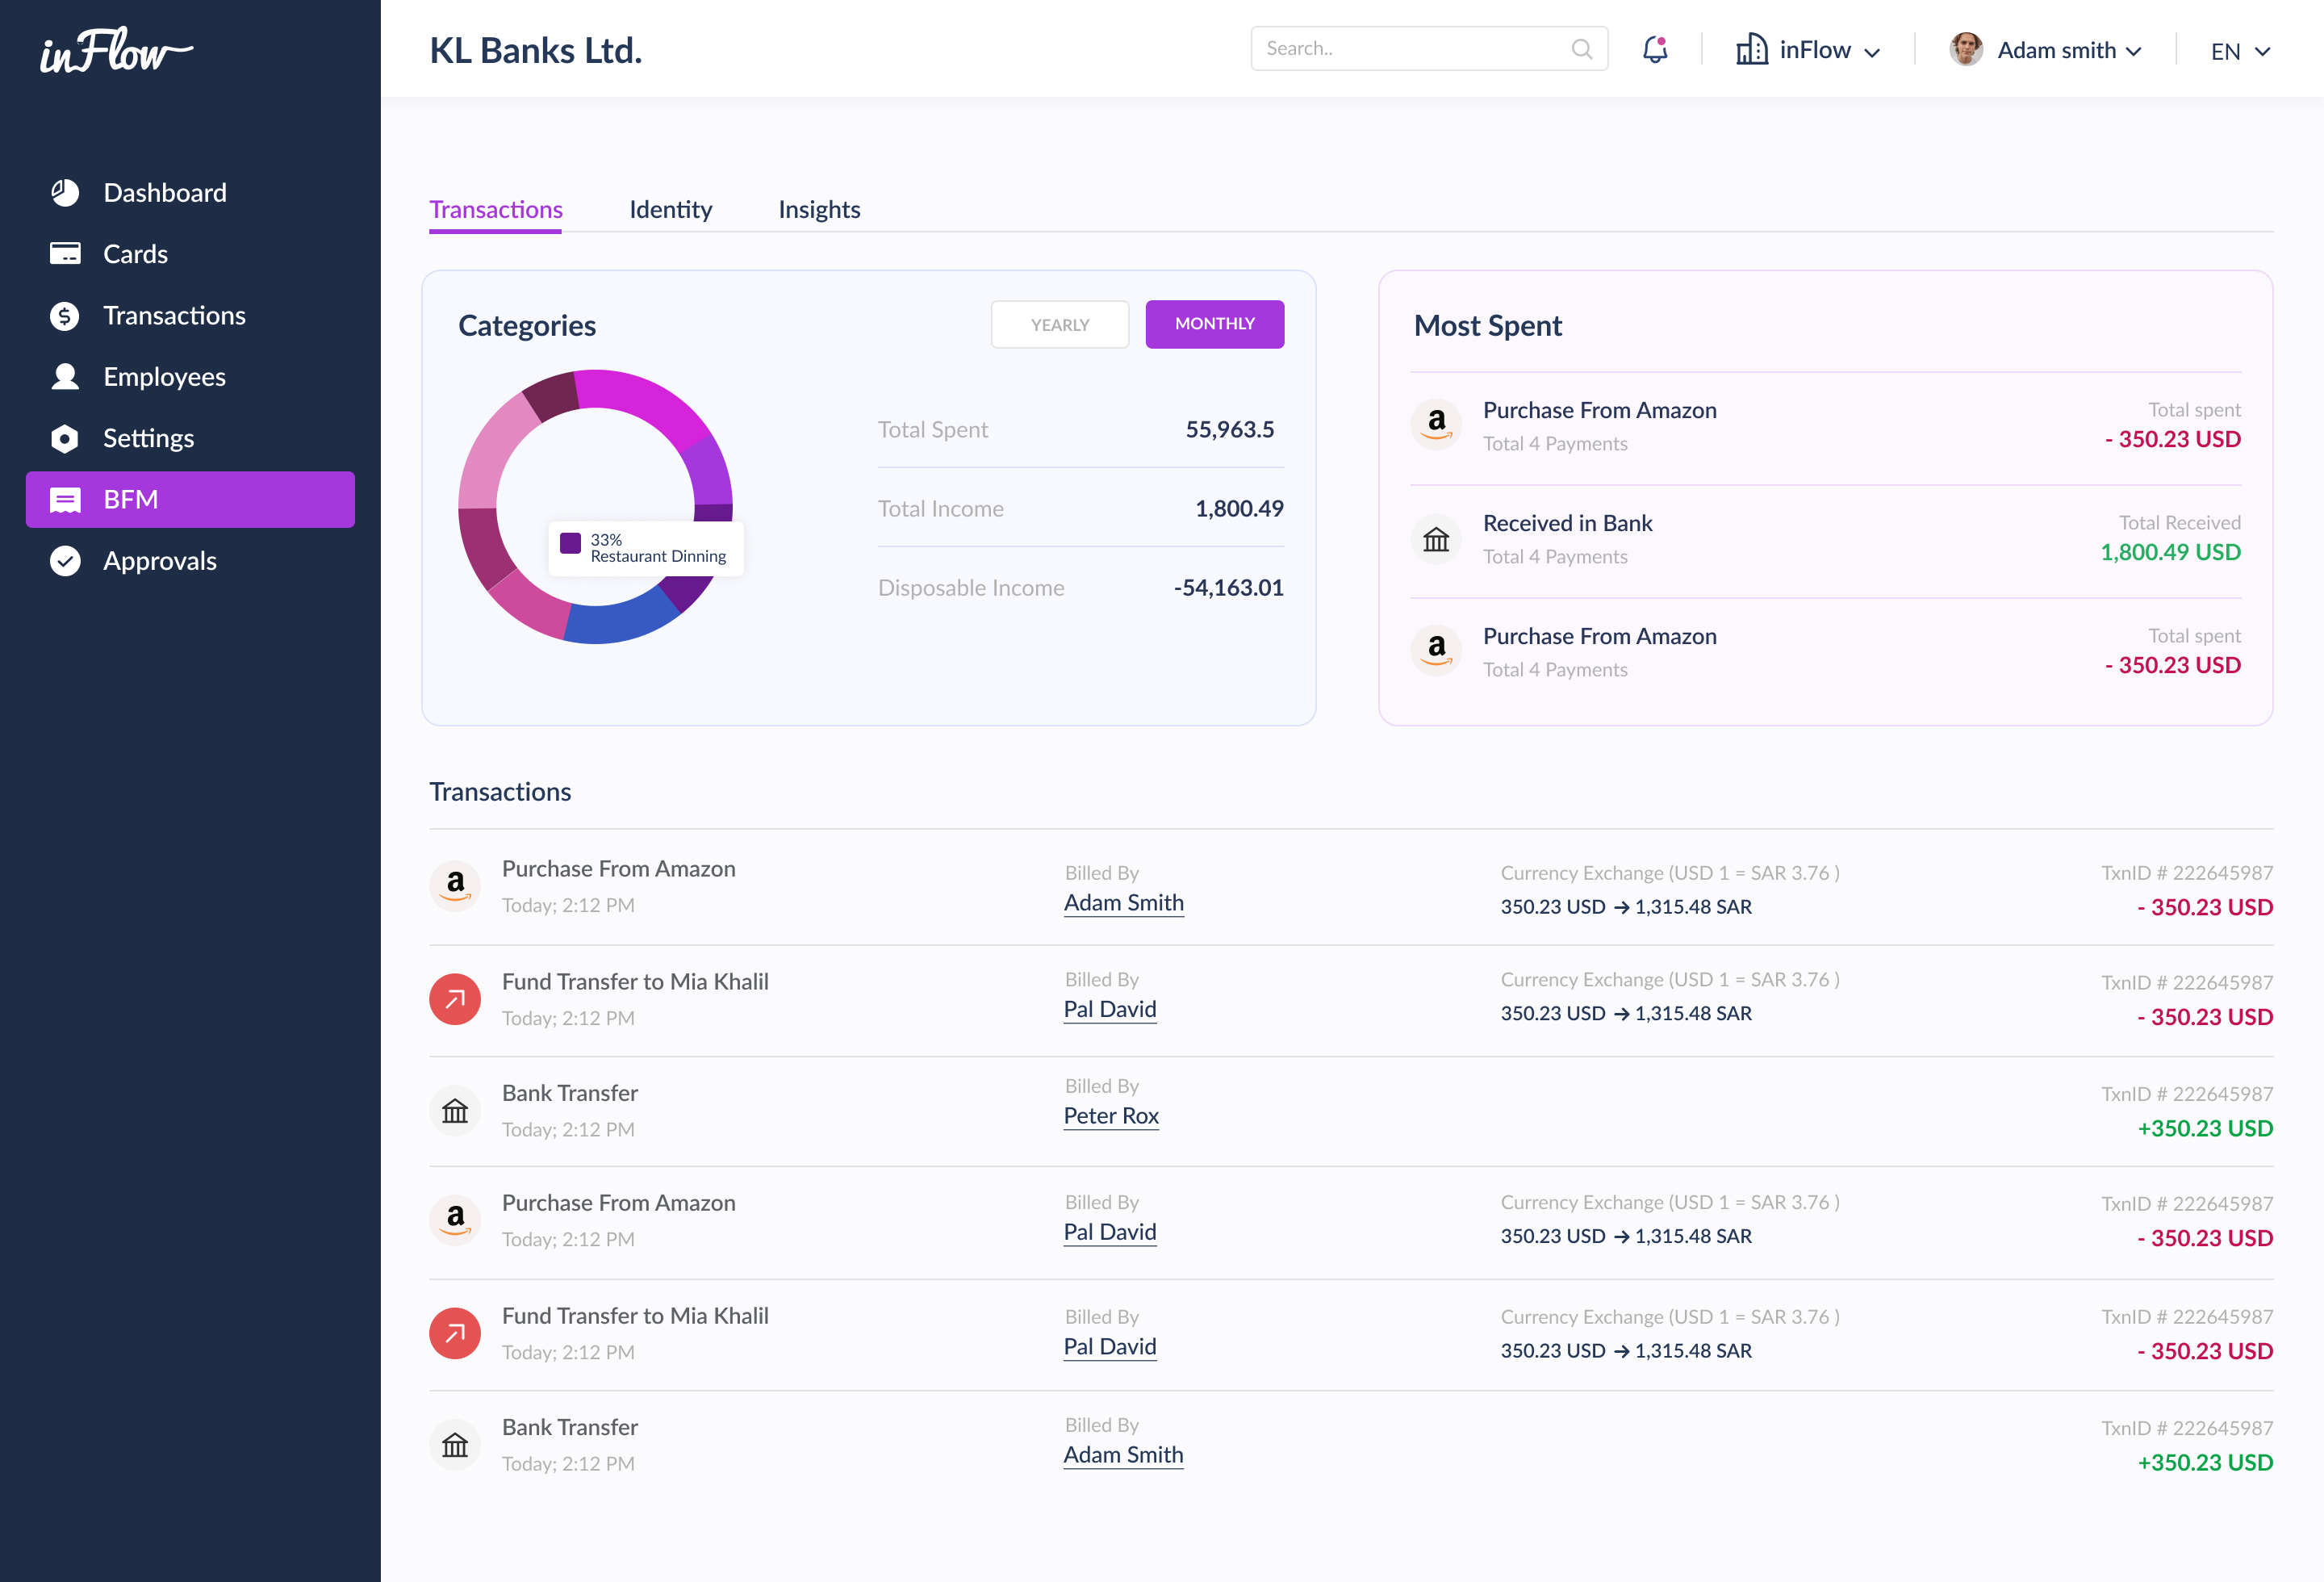 inFlow
KL Banks Ltd.
Search..
inFlow
Adam smith
EN
Dashboard
Cards
Transactions
Employees
Settings
BFM
Approvals
Transactions
Identity
Insights
Categories
YEARLY
MONTHLY
33%
Restaurant Dinning
Total Spent
55,963.5
Total Income
1,800.49
Disposable Income
-54,163.01
Most Spent
Purchase From Amazon
Total 4 Payments
Total spent
- 350.23 USD
Received in Bank
Total 4 Payments
Total Received
1,800.49 USD
Purchase From Amazon
Total 4 Payments
Total spent
- 350.23 USD
Transactions
Purchase From Amazon
Today; 2:12 PM
Billed By
Adam Smith
Currency Exchange (USD 1 = SAR 3.76 )
350.23 USD → 1,315.48 SAR
TxnID # 222645987
- 350.23 USD
Fund Transfer to Mia Khalil
Today; 2:12 PM
Billed By
Pal David
Currency Exchange (USD 1 = SAR 3.76 )
350.23 USD → 1,315.48 SAR
TxnID # 222645987
- 350.23 USD
Bank Transfer
Today; 2:12 PM
Billed By
Peter Rox
TxnID # 222645987
+350.23 USD
Purchase From Amazon
Today; 2:12 PM
Billed By
Pal David
Currency Exchange (USD 1 = SAR 3.76 )
350.23 USD → 1,315.48 SAR
TxnID # 222645987
- 350.23 USD
Fund Transfer to Mia Khalil
Today; 2:12 PM
Billed By
Pal David
Currency Exchange (USD 1 = SAR 3.76 )
350.23 USD → 1,315.48 SAR
TxnID # 222645987
- 350.23 USD
Bank Transfer
Today; 2:12 PM
Billed By
Adam Smith
TxnID # 222645987
+350.23 USD